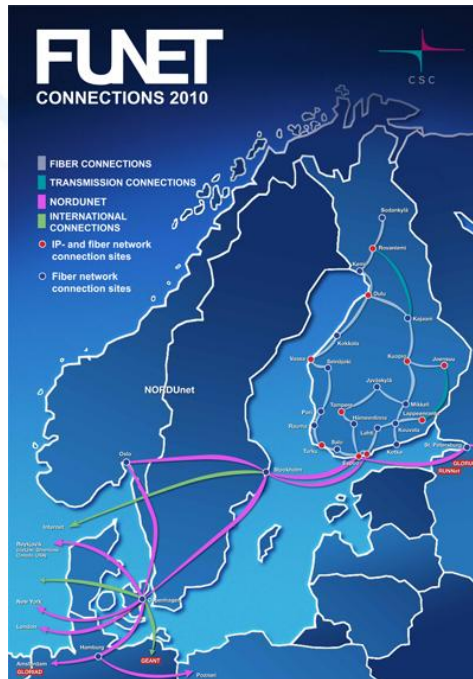 FUNET
CONNECTIONS 2010
CSC
FIBER CONNECTIONS
TRANSMISSION CONNECTIONS
NORDUNET
INTERNATIONAL
CONNECTIONS
IP- and fiber network
connection sites
Fiber network
connection sites
Sodankylä
Rovaniemi
Kemi
Oulu
Kajaani
Kokkola
Vaasa
Seinäjoki
Kuopio
Joensuu
Jyväskylä
NORDUnet
Pori
Tampere
Mikkeli
Hämeenlinna
Lappeenranta
Rauma
Lahti
Kouvola
Turku
Salo
Kotka
Espoo
St. Petersburg
Oslo
Stockholm
RUNNet
Internet
Reykjavik
New York
London
Hamburg
GÉANT
Amsterdam
GLORIAD
Poznan